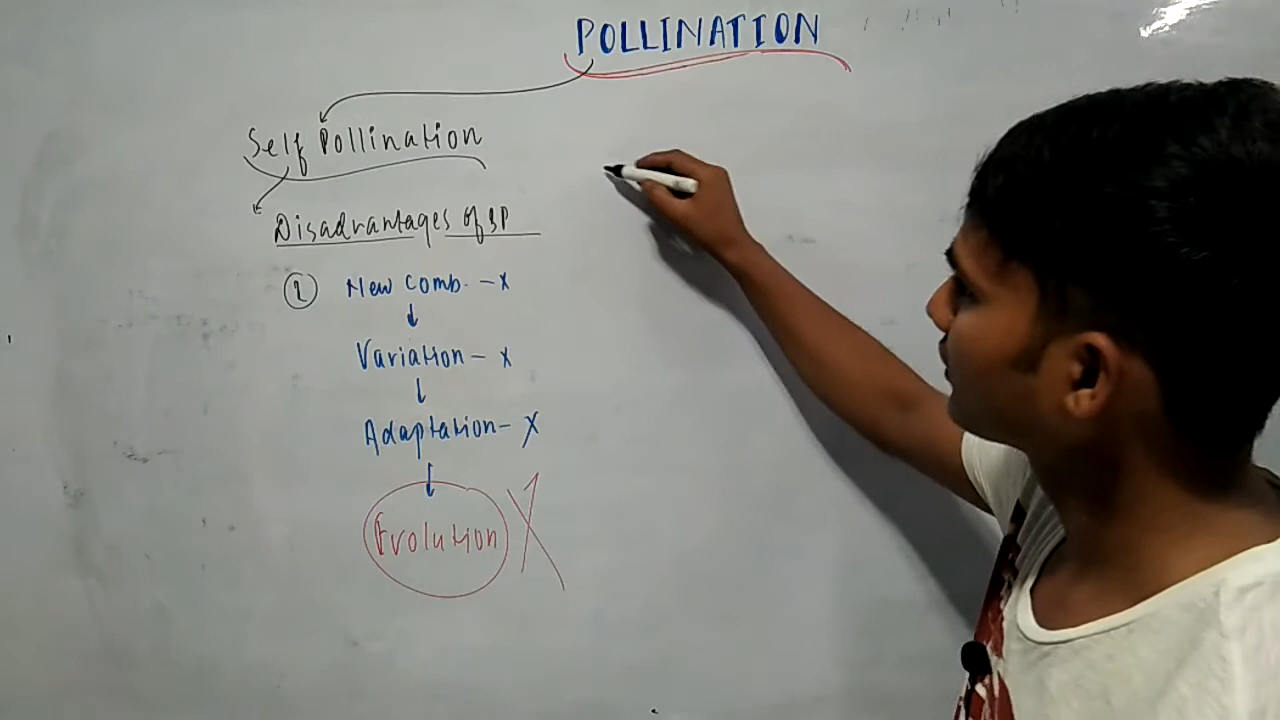 POLLINATION
Self Pollination
Disadvantages of SP
1 New Comb. - x
↓
Variation - x
↓
Adaptation - X
↓
Evolution X